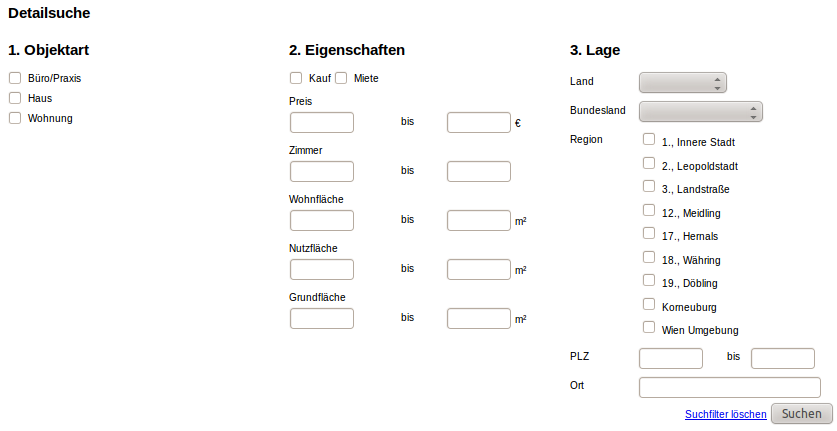 Detailsuche
1. Objektart
Büro/Praxis
Haus
Wohnung
2. Eigenschaften
Kauf Miete
Preis
bis €
Zimmer
bis
Wohnfläche
bis m²
Nutzfläche
bis m²
Grundfläche
bis m²
3. Lage
Land
Bundesland
Region
1., Innere Stadt
2., Leopoldstadt
3., Landstraße
12., Meidling
17., Hernals
18., Währing
19., Döbling
Korneuburg
Wien Umgebung
PLZ bis
Ort
Suchfilter löschen Suchen